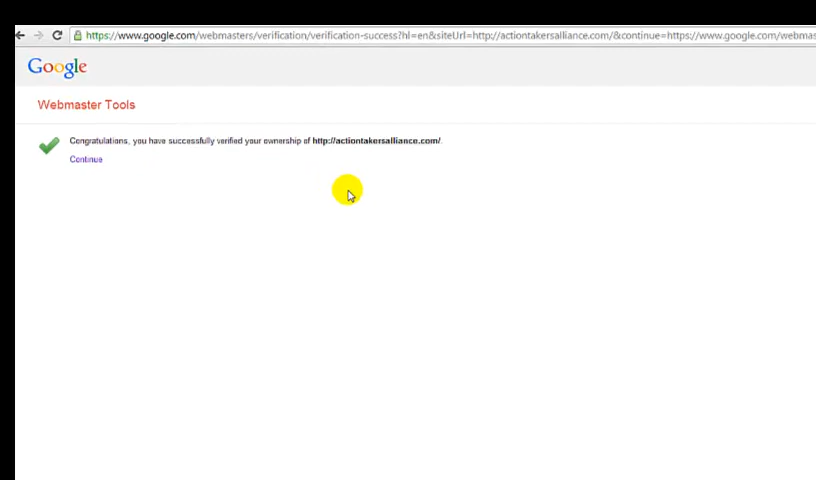 https://www.google.com/webmasters/verification/verification-success?hl=en&siteUrl=http://actiontakersalliance.com/&continue=https://www.google.com/webmas
Google
Webmaster Tools
Congratulations, you have successfully verified your ownership of http://actiontakersalliance.com/.
Continue